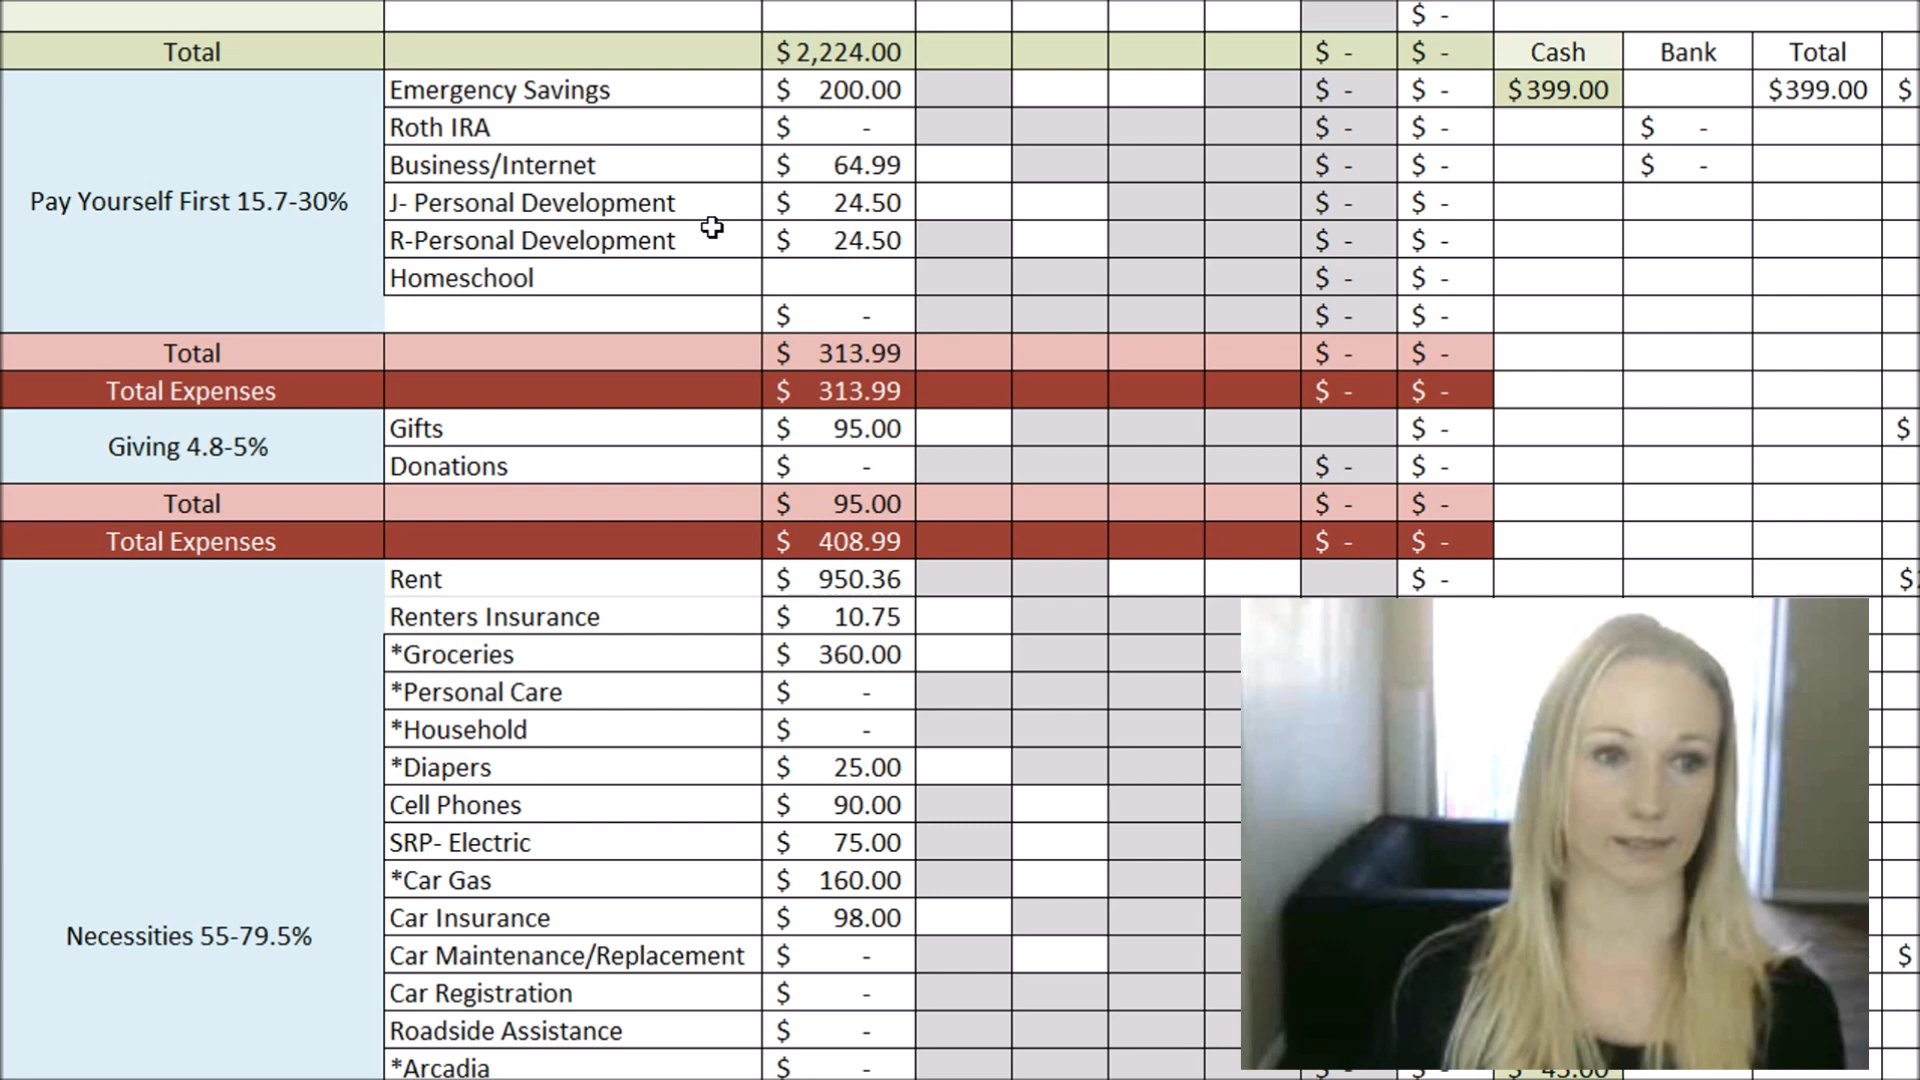 $ -
Total $ 2,224.00 $ - $ - Cash Bank Total
Emergency Savings $ 200.00 $ - $ - $ 399.00 $399.00 $
Roth IRA $ - $ - $ - $ -
Business/Internet $ 64.99 $ - $ - $ -
Pay Yourself First 15.7-30% J- Personal Development $ 24.50 $ - $ -
R-Personal Development $ 24.50 $ - $ -
Homeschool $ - $ -
$ - $ - $ -
Total $ 313.99 $ - $ -
Total Expenses $ 313.99 $ - $ -
Gifts $ 95.00 $ - $
Giving 4.8-5%
Donations $ - $ - $ -
Total $ 95.00 $ - $ -
Total Expenses $ 408.99 $ - $ -
Rent $ 950.36 $ - $
Renters Insurance $ 10.75
*Groceries $ 360.00
*Personal Care $ -
*Household $ -
*Diapers $ 25.00
Cell Phones $ 90.00
SRP- Electric $ 75.00
*Car Gas $ 160.00
Car Insurance $ 98.00
Necessities 55-79.5%
Car Maintenance/Replacement $ - $
Car Registration $ -
Roadside Assistance $ -
*Arcadia $ -